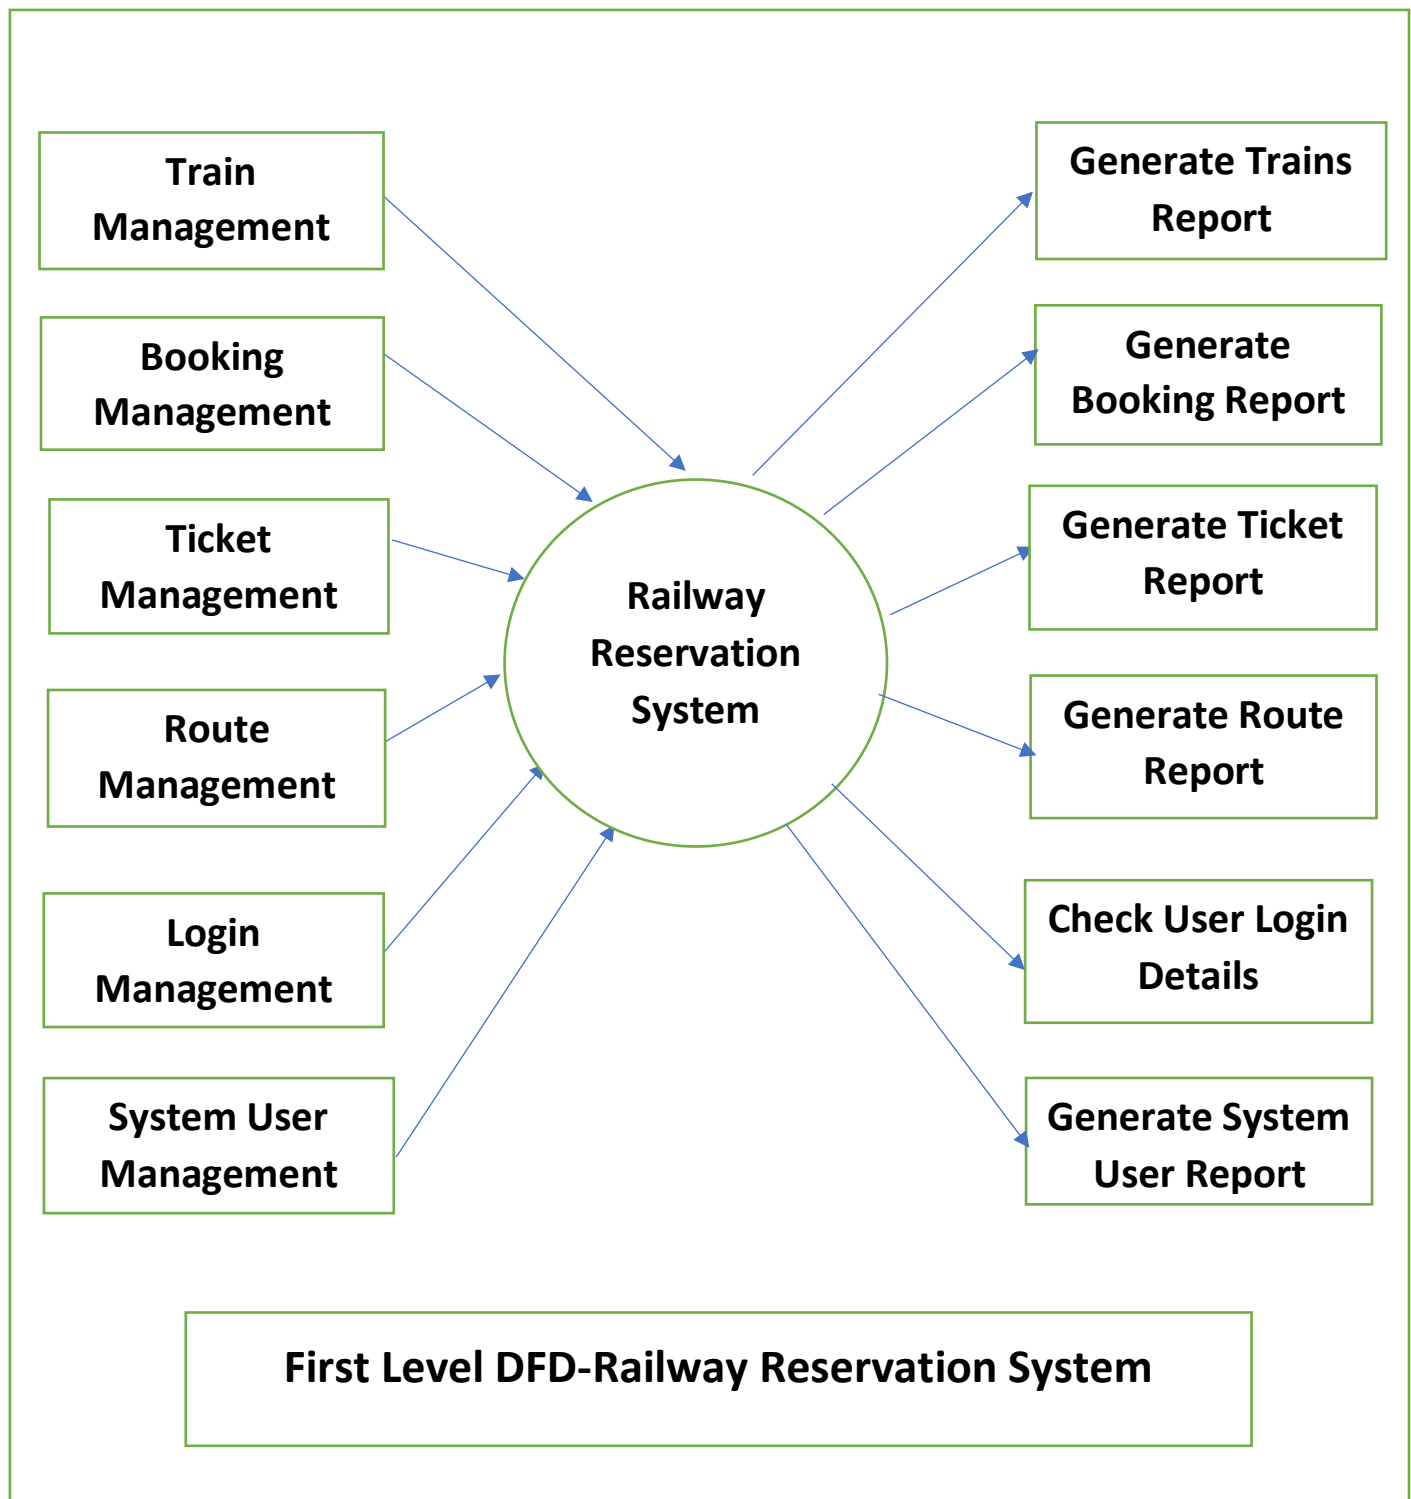 Train
Management
Booking
Management
Ticket
Management
Route
Management
Login
Management
System User
Management
Railway
Reservation
System
Generate Trains
Report
Generate
Booking Report
Generate Ticket
Report
Generate Route
Report
Check User Login
Details
Generate System
User Report
First Level DFD-Railway Reservation System